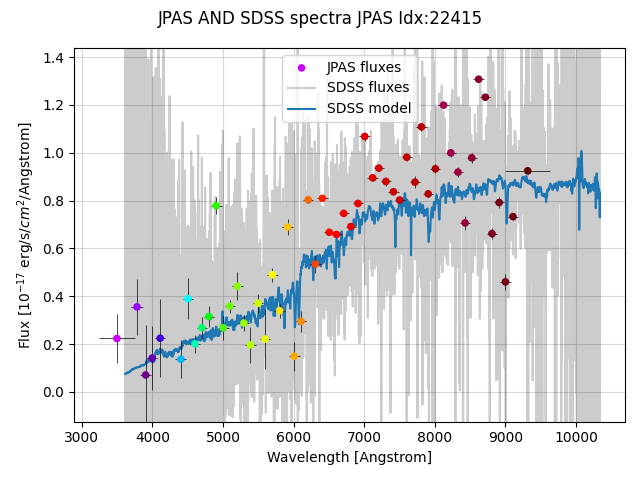 JPAS AND SDSS spectra JPAS Idx:22415
JPAS fluxes
SDSS fluxes
SDSS model
Flux [10⁻¹⁷ erg/s/cm²/Angstrom]
1.4
1.2
1.0
0.8
0.6
0.4
0.2
0.0
3000 4000 5000 6000 7000 8000 9000 10000
Wavelength [Angstrom]